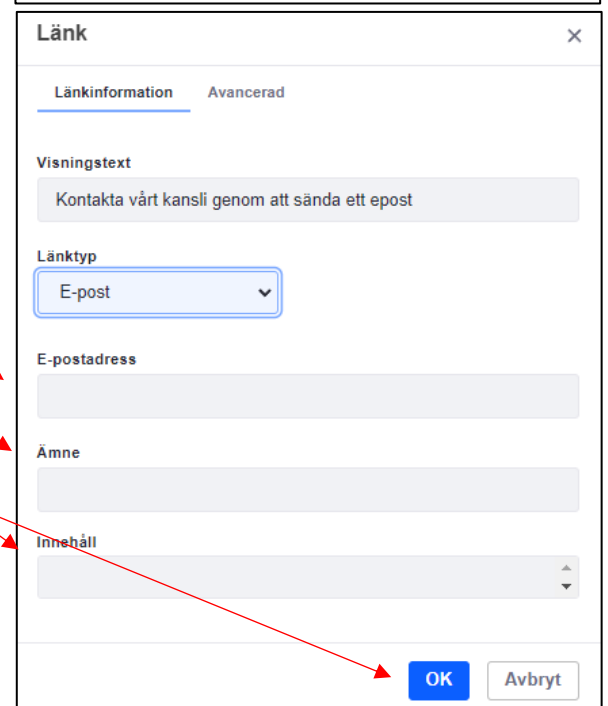 Länk
Länkinformation Avancerad
Visningstext
Kontakta vårt kansli genom att sända ett epost
Länktyp
E-post
E-postadress
Ämne
Innehåll
OK Avbryt